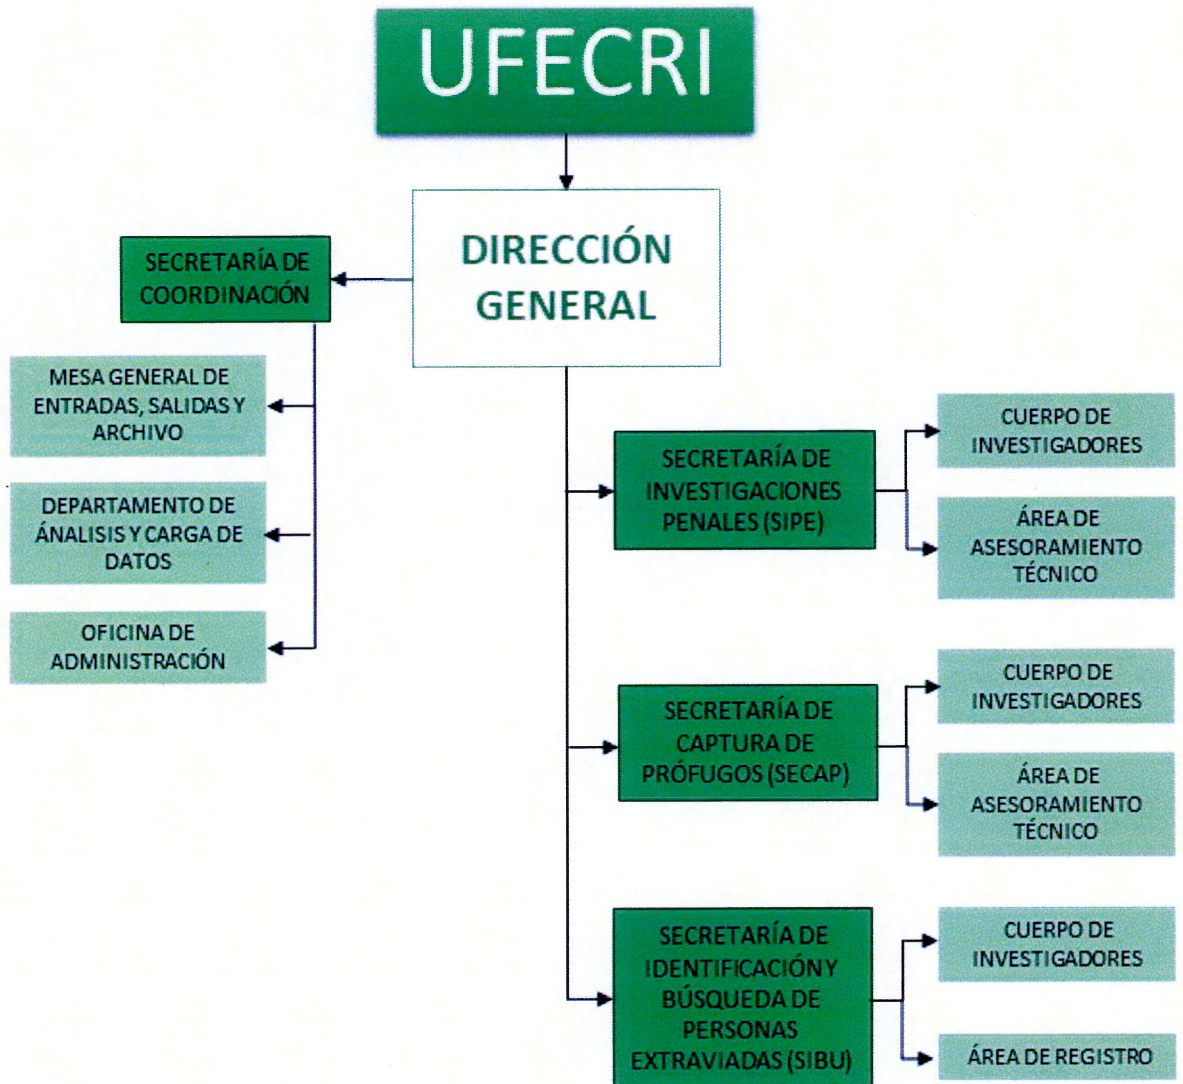 UFECRI
DIRECCIÓN
GENERAL
SECRETARÍA DE
COORDINACIÓN
MESA GENERAL DE
ENTRADAS, SALIDAS Y
ARCHIVO
DEPARTAMENTO DE
ÁNALISIS Y CARGA DE
DATOS
OFICINA DE
ADMINISTRACIÓN
SECRETARÍA DE
INVESTIGACIONES
PENALES (SIPE)
CUERPO DE
INVESTIGADORES
ÁREA DE
ASESORAMIENTO
TÉCNICO
SECRETARÍA DE
CAPTURA DE
PRÓFUGOS (SECAP)
CUERPO DE
INVESTIGADORES
ÁREA DE
ASESORAMIENTO
TÉCNICO
SECRETARÍA DE
IDENTIFICACIÓN Y
BÚSQUEDA DE
PERSONAS
EXTRAVIADAS (SIBU)
CUERPO DE
INVESTIGADORES
ÁREA DE REGISTRO